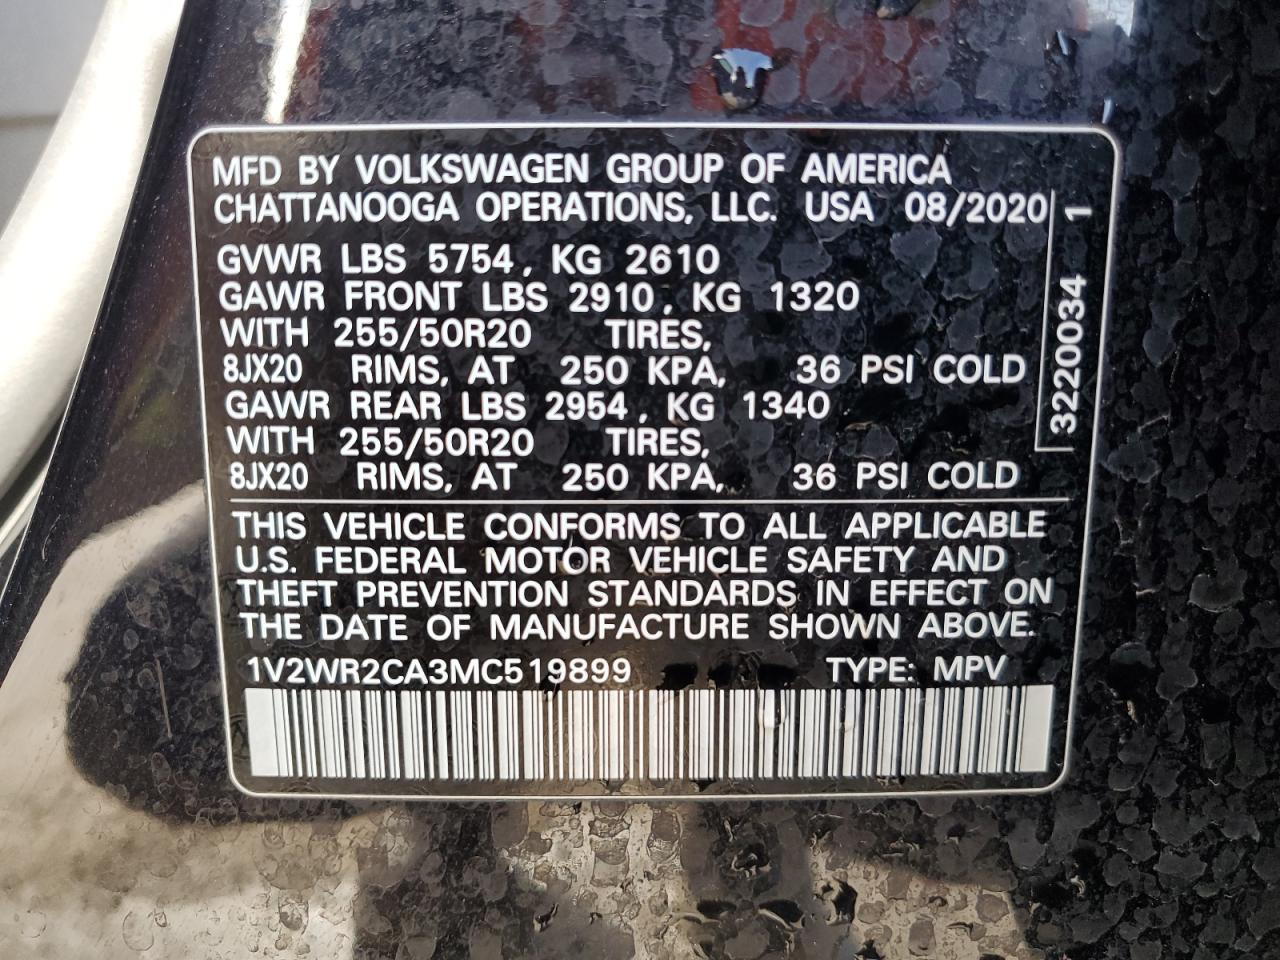 MFD BY VOLKSWAGEN GROUP OF AMERICA
CHATTANOOGA OPERATIONS, LLC. USA 08/2020
GVWR LBS 5754, KG 2610
GAWR FRONT LBS 2910, KG 1320
WITH 255/50R20 TIRES,
8JX20 RIMS, AT 250 KPA, 36 PSI COLD
GAWR REAR LBS 2954, KG 1340
WITH 255/50R20 TIRES,
8JX20 RIMS, AT 250 KPA, 36 PSI COLD
3220034 1
THIS VEHICLE CONFORMS TO ALL APPLICABLE
U.S. FEDERAL MOTOR VEHICLE SAFETY AND
THEFT PREVENTION STANDARDS IN EFFECT ON
THE DATE OF MANUFACTURE SHOWN ABOVE.
1V2WR2CA3MC519899 TYPE: MPV